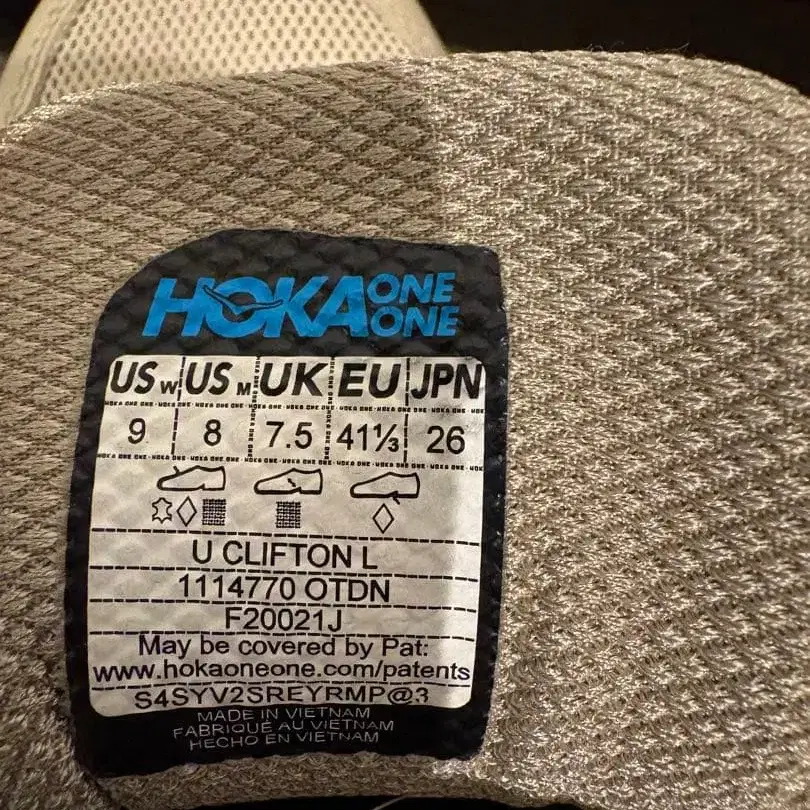 HOKA ONE ONE
US W US M UK EU JPN
9 8 7.5 41⅓ 26
U CLIFTON L
1114770 OTDN
F20021J
May be covered by Pat:
www.hokaoneone.com/patents
S4SYV2SREYRMP@3
MADE IN VIETNAM
FABRIQUÉ AU VIETNAM
HECHO EN VIETNAM